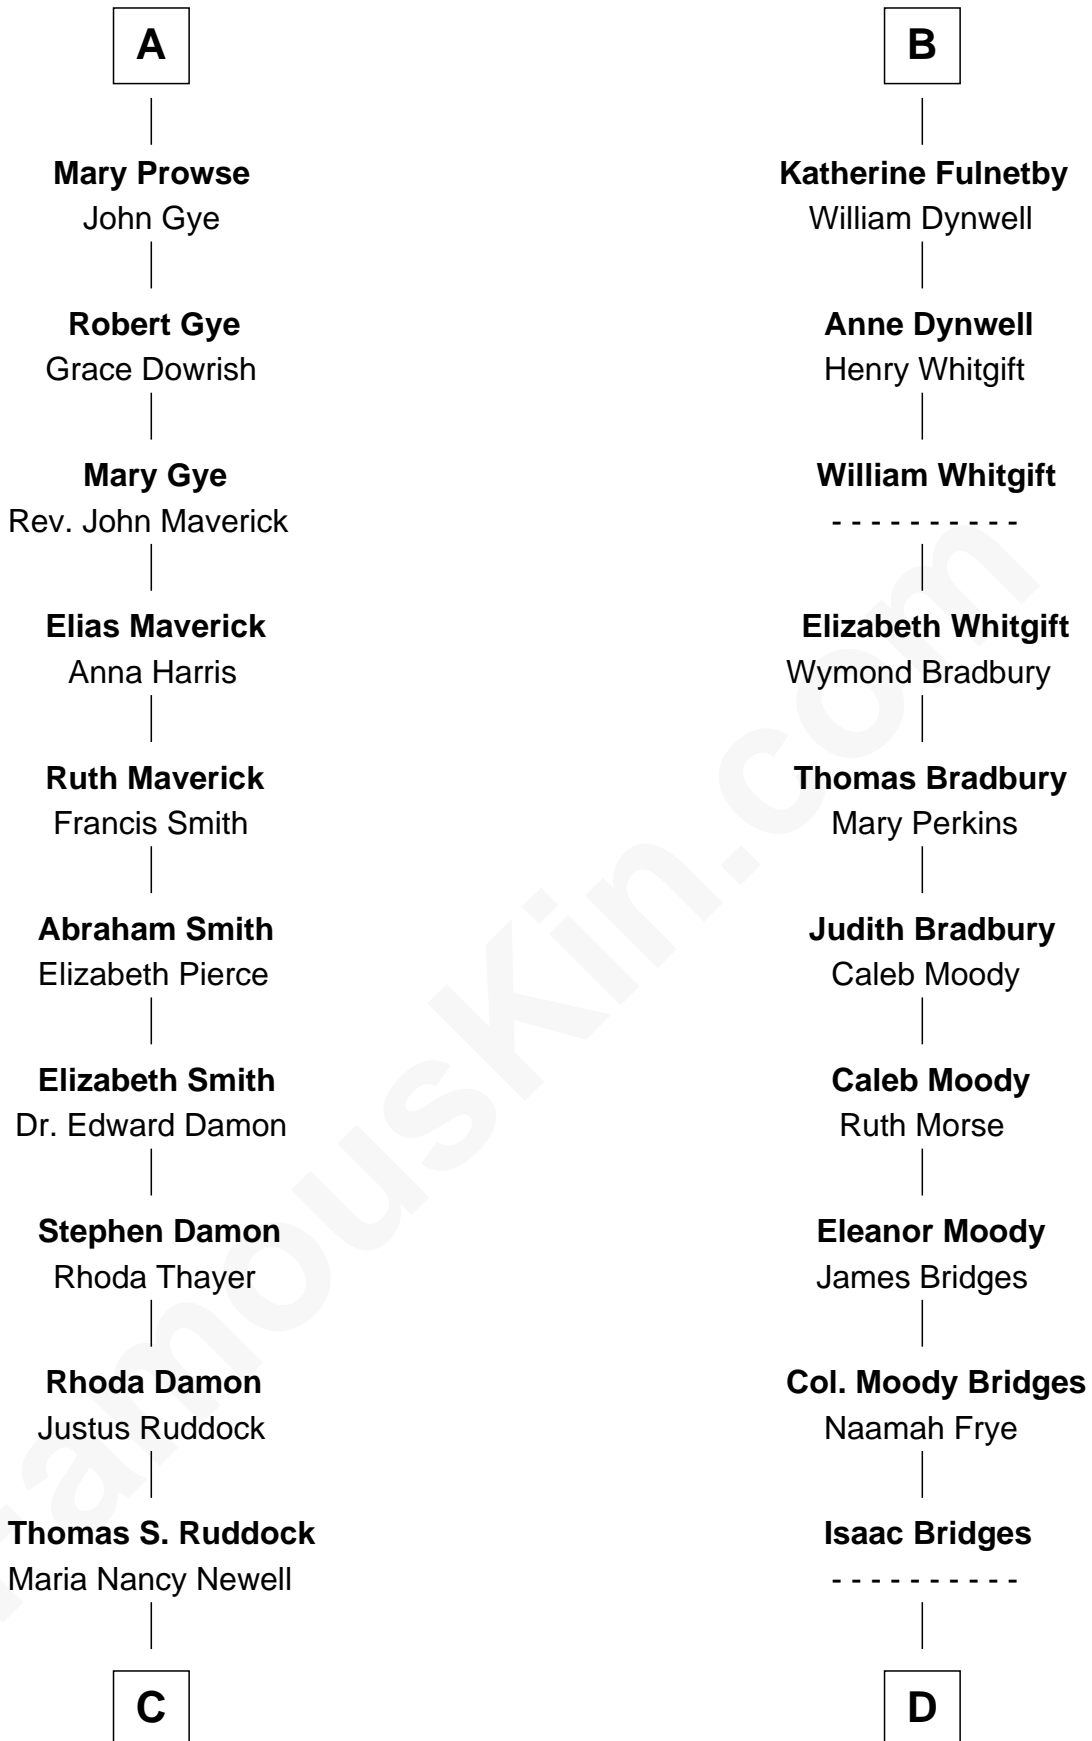 A
Mary Prowse
John Gye
Robert Gye
Grace Dowrish
Mary Gye
Rev. John Maverick
Elias Maverick
Anna Harris
Ruth Maverick
Francis Smith
Abraham Smith
Elizabeth Pierce
Elizabeth Smith
Dr. Edward Damon
Stephen Damon
Rhoda Thayer
Rhoda Damon
Justus Ruddock
Thomas S. Ruddock
Maria Nancy Newell
C
B
Katherine Fulnetby
William Dynwell
Anne Dynwell
Henry Whitgift
William Whitgift
- - - - - - - - - -
Elizabeth Whitgift
Wymond Bradbury
Thomas Bradbury
Mary Perkins
Judith Bradbury
Caleb Moody
Caleb Moody
Ruth Morse
Eleanor Moody
James Bridges
Col. Moody Bridges
Naamah Frye
Isaac Bridges
- - - - - - - - - -
D
FamousKin.com